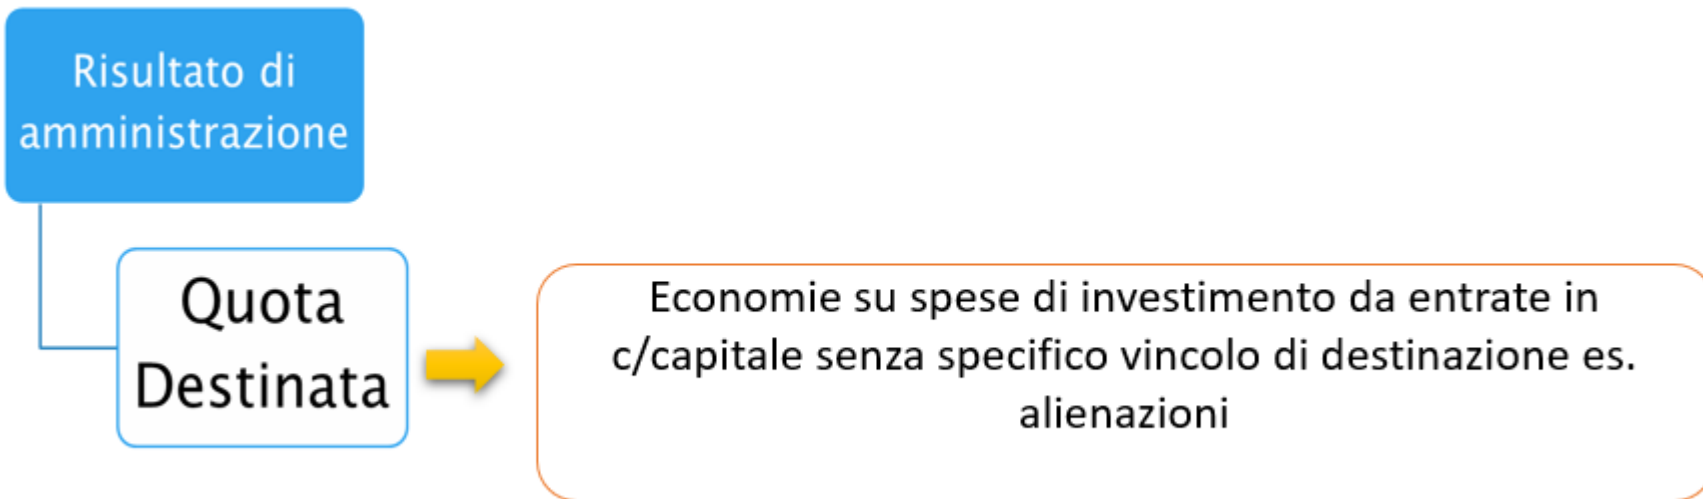 Risultato di
amministrazione
Quota
Destinata
Economie su spese di investimento da entrate in
c/capitale senza specifico vincolo di destinazione es.
alienazioni